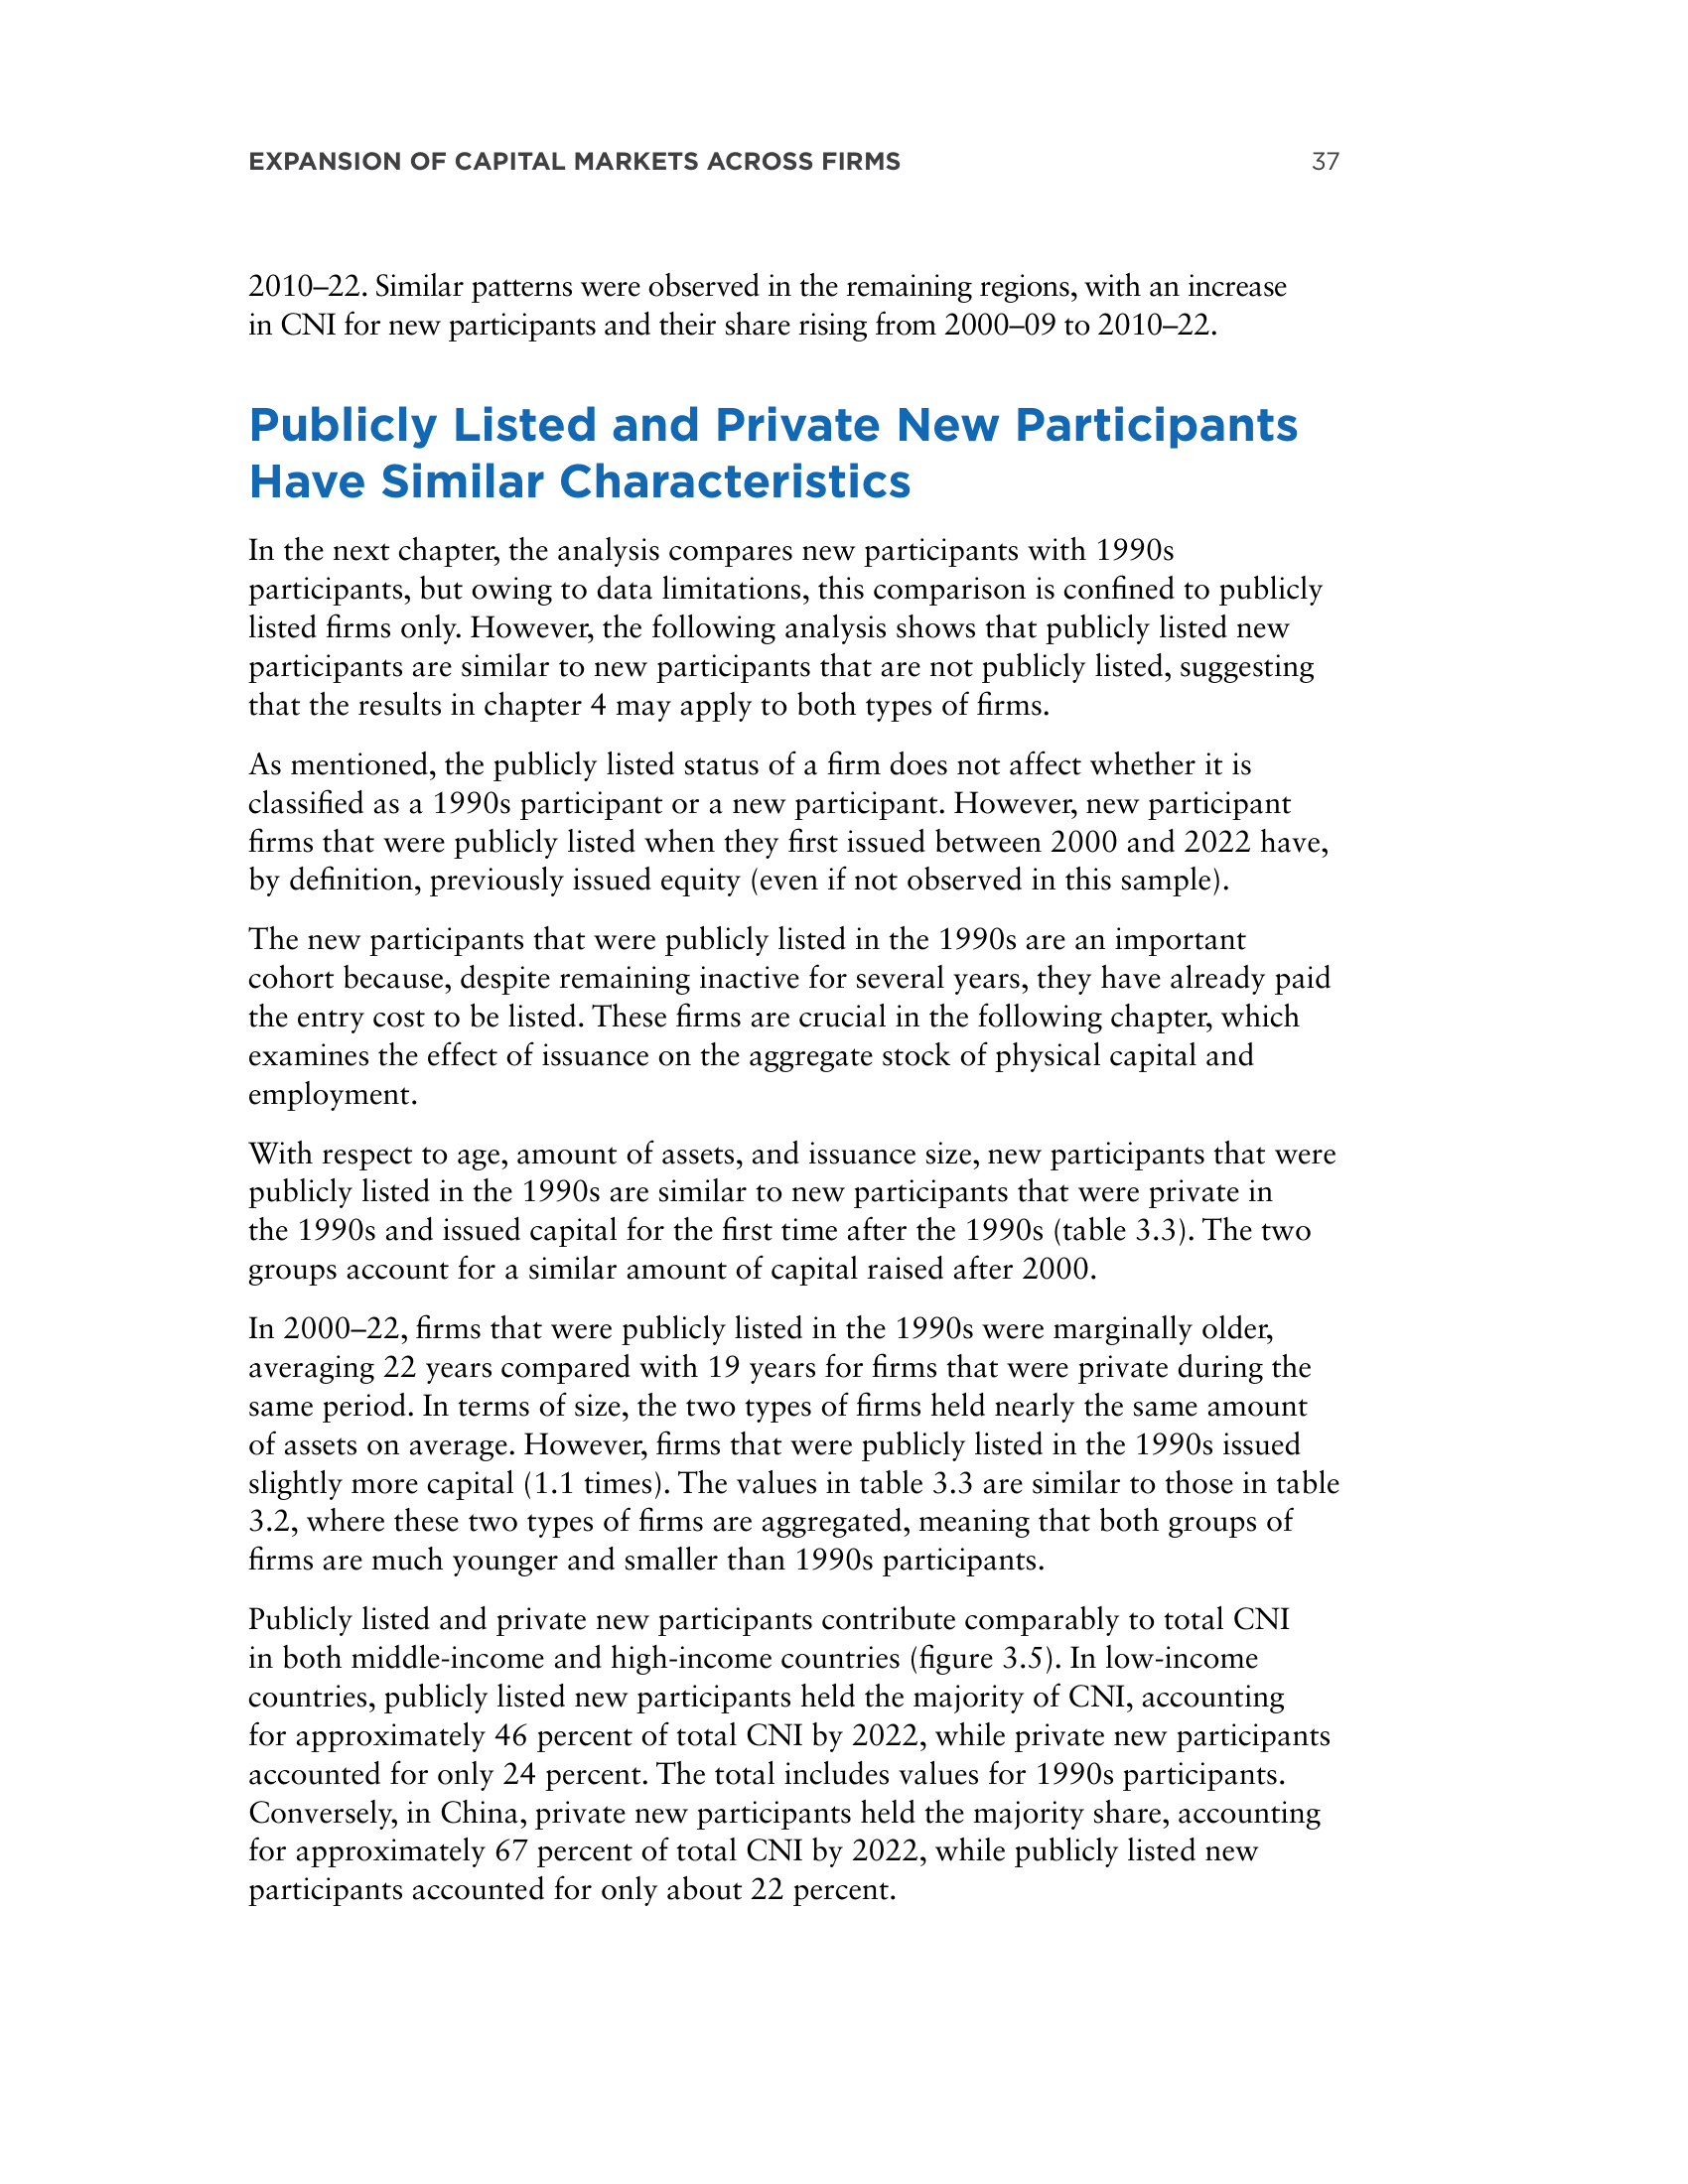 EXPANSION OF CAPITAL MARKETS ACROSS FIRMS 37
2010–22. Similar patterns were observed in the remaining regions, with an increase
in CNI for new participants and their share rising from 2000–09 to 2010–22.
Publicly Listed and Private New Participants
Have Similar Characteristics
In the next chapter, the analysis compares new participants with 1990s
participants, but owing to data limitations, this comparison is confined to publicly
listed firms only. However, the following analysis shows that publicly listed new
participants are similar to new participants that are not publicly listed, suggesting
that the results in chapter 4 may apply to both types of firms.
As mentioned, the publicly listed status of a firm does not affect whether it is
classified as a 1990s participant or a new participant. However, new participant
firms that were publicly listed when they first issued between 2000 and 2022 have,
by definition, previously issued equity (even if not observed in this sample).
The new participants that were publicly listed in the 1990s are an important
cohort because, despite remaining inactive for several years, they have already paid
the entry cost to be listed. These firms are crucial in the following chapter, which
examines the effect of issuance on the aggregate stock of physical capital and
employment.
With respect to age, amount of assets, and issuance size, new participants that were
publicly listed in the 1990s are similar to new participants that were private in
the 1990s and issued capital for the first time after the 1990s (table 3.3). The two
groups account for a similar amount of capital raised after 2000.
In 2000–22, firms that were publicly listed in the 1990s were marginally older,
averaging 22 years compared with 19 years for firms that were private during the
same period. In terms of size, the two types of firms held nearly the same amount
of assets on average. However, firms that were publicly listed in the 1990s issued
slightly more capital (1.1 times). The values in table 3.3 are similar to those in table
3.2, where these two types of firms are aggregated, meaning that both groups of
firms are much younger and smaller than 1990s participants.
Publicly listed and private new participants contribute comparably to total CNI
in both middle-income and high-income countries (figure 3.5). In low-income
countries, publicly listed new participants held the majority of CNI, accounting
for approximately 46 percent of total CNI by 2022, while private new participants
accounted for only 24 percent. The total includes values for 1990s participants.
Conversely, in China, private new participants held the majority share, accounting
for approximately 67 percent of total CNI by 2022, while publicly listed new
participants accounted for only about 22 percent.